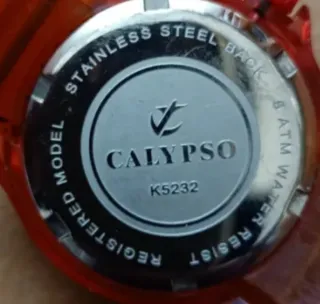 REGISTERED MODEL . STAINLESS STEEL BACK . 8 ATM WATER RESIST
CALYPSO
K5232